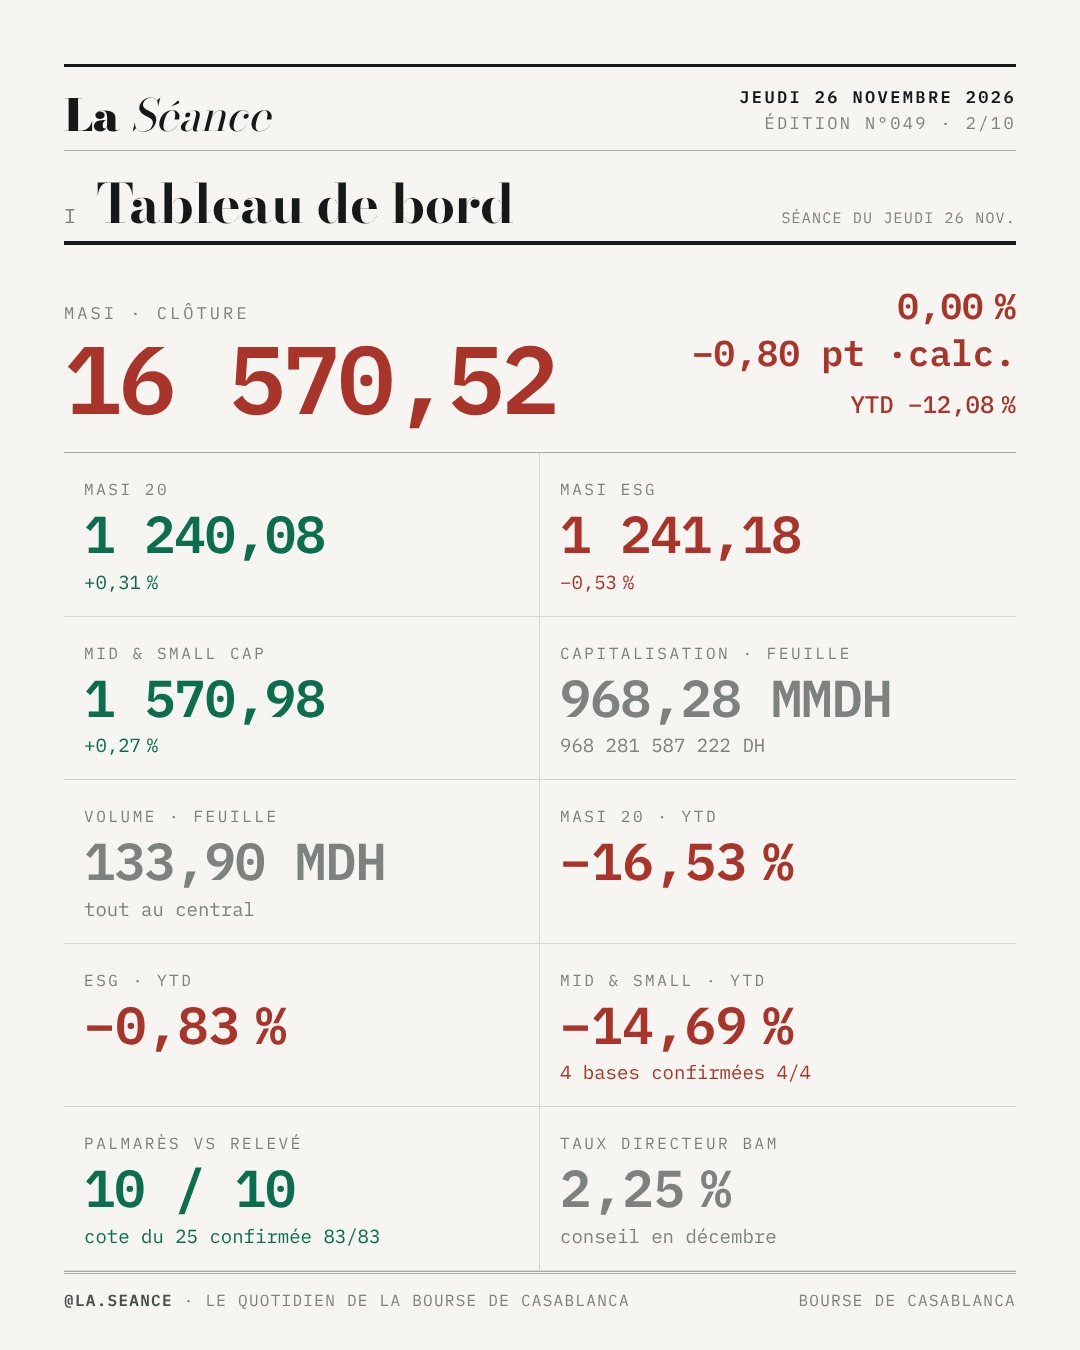 La Séance
JEUDI 26 NOVEMBRE 2026
ÉDITION N°049 · 2/10
I Tableau de bord
SÉANCE DU JEUDI 26 NOV.
MASI · CLÔTURE
16 570,52
0,00 %
−0,80 pt ·calc.
YTD −12,08 %
MASI 20
1 240,08
+0,31 %
MASI ESG
1 241,18
−0,53 %
MID & SMALL CAP
1 570,98
+0,27 %
CAPITALISATION · FEUILLE
968,28 MMDH
968 281 587 222 DH
VOLUME · FEUILLE
133,90 MDH
tout au central
MASI 20 · YTD
−16,53 %
ESG · YTD
−0,83 %
MID & SMALL · YTD
−14,69 %
4 bases confirmées 4/4
PALMARÈS VS RELEVÉ
10 / 10
cote du 25 confirmée 83/83
TAUX DIRECTEUR BAM
2,25 %
conseil en décembre
@LA.SEANCE · LE QUOTIDIEN DE LA BOURSE DE CASABLANCA
BOURSE DE CASABLANCA